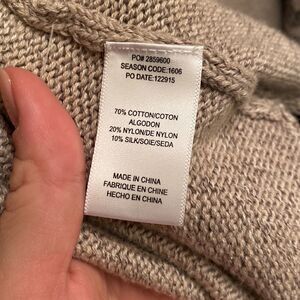 PO# 2859600
SEASON CODE:1606
PO DATE:122915
70% COTTON/COTON
ALGODON
20% NYLON/DE NYLON
10% SILK/SOIE/SEDA
MADE IN CHINA
FABRIQUE EN CHINE
HECHO EN CHINA